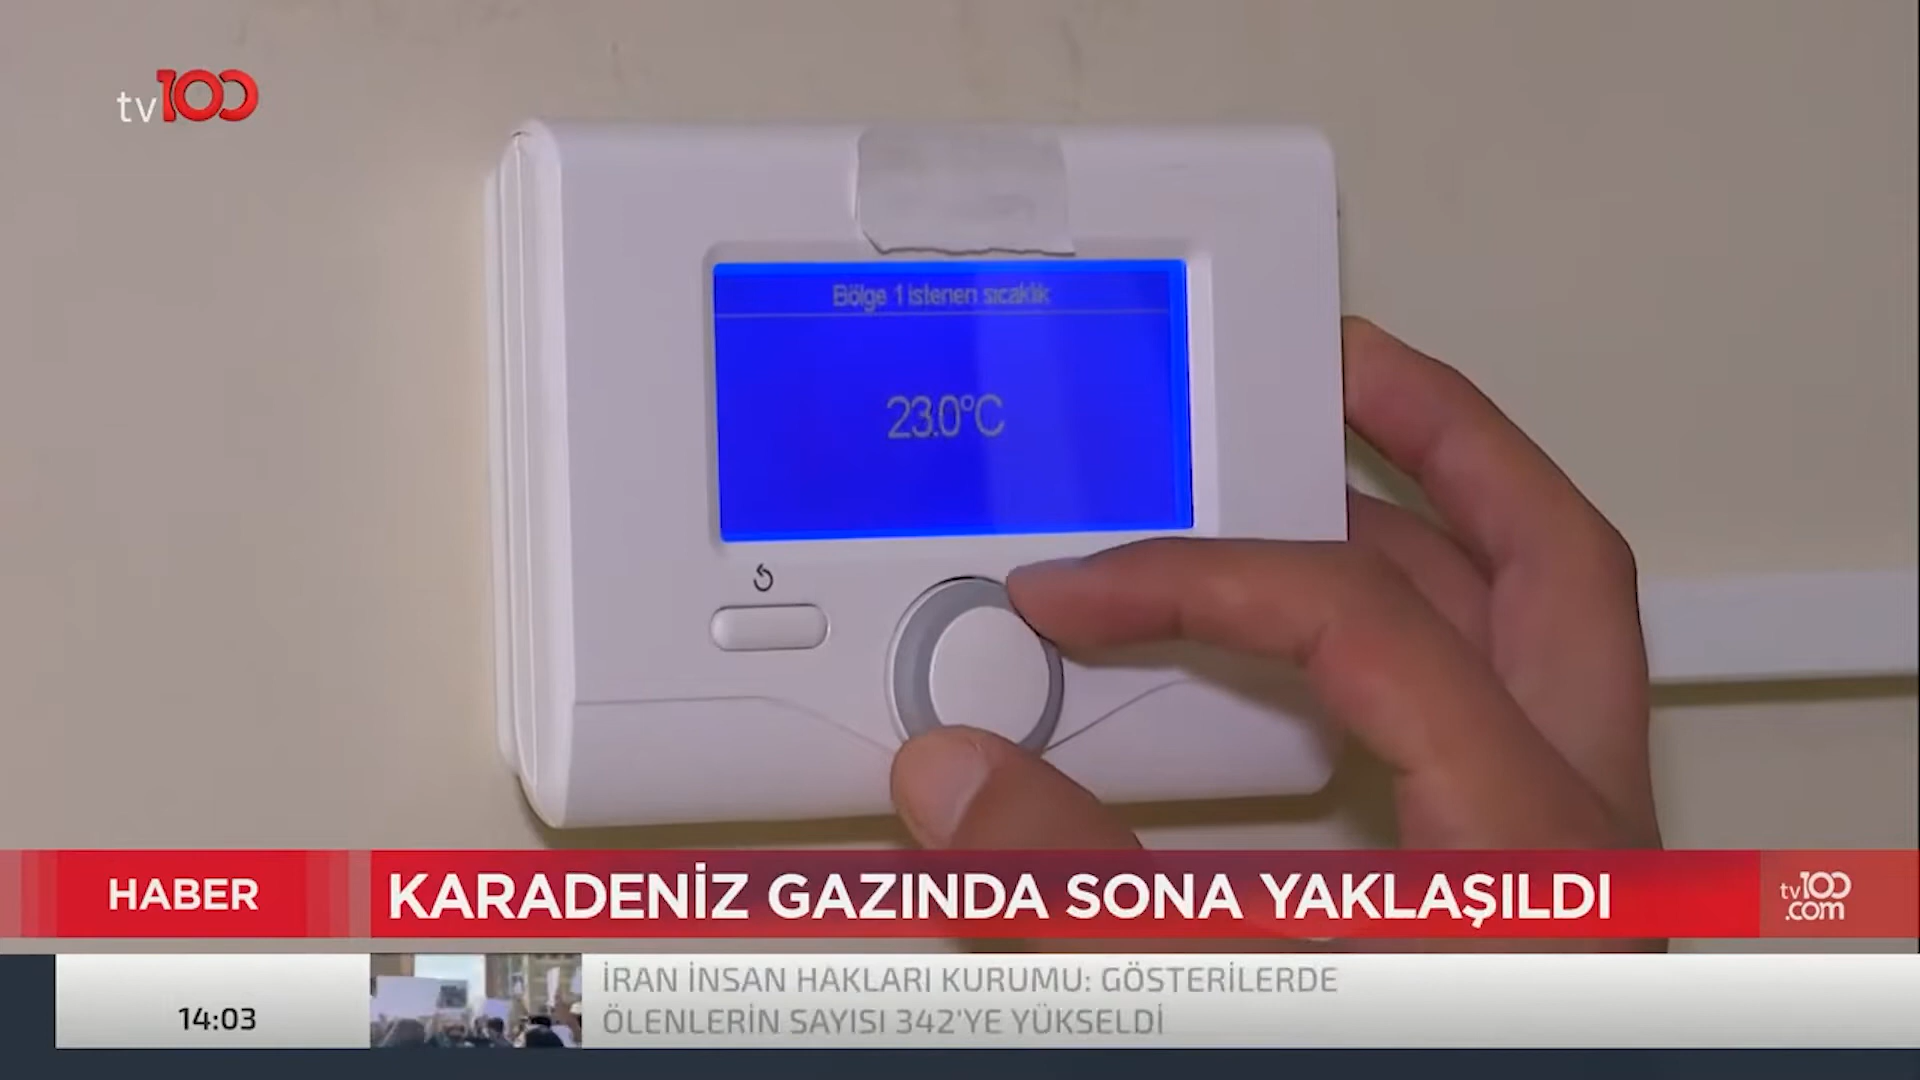 tv100
Bölge 1 istenen sıcaklık
23.0°C
HABER
KARADENİZ GAZINDA SONA YAKLAŞILDI
tv100
.com
14:03
İRAN İNSAN HAKLARI KURUMU: GÖSTERİLERDE
ÖLENLERİN SAYISI 342'YE YÜKSELDİ